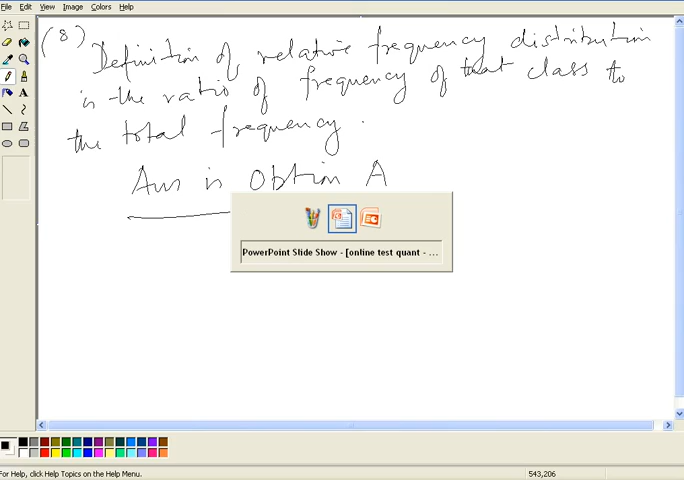 File Edit View Image Colors Help
(8) Definition of relative frequency distribution
is the ratio of frequency of that class to
the total frequency.
Ans is Obtion A
PowerPoint Slide Show - [online test quant - ...
For Help, click Help Topics on the Help Menu.
543,206